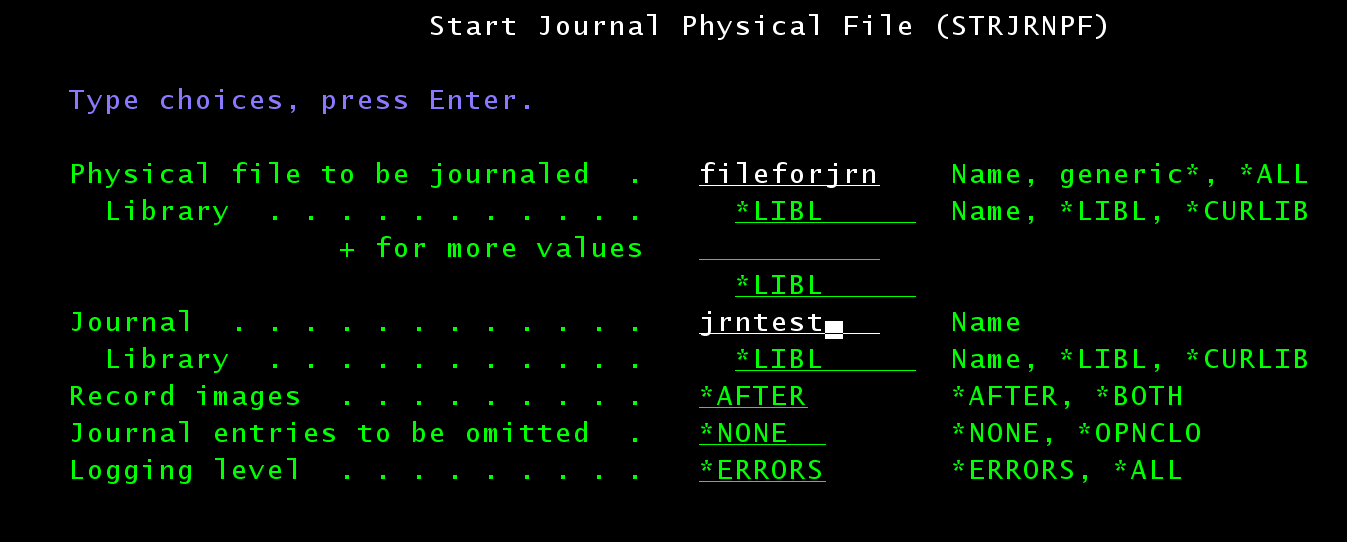 Start Journal Physical File (STRJRNPF)
Type choices, press Enter.
Physical file to be journaled  .   fileforjrn    Name, generic*, *ALL
Library  . . . . . . . . . . .   *LIBL    Name, *LIBL, *CURLIB
+ for more values
*LIBL
Journal  . . . . . . . . . . . .   jrntest    Name
Library  . . . . . . . . . . .   *LIBL    Name, *LIBL, *CURLIB
Record images  . . . . . . . . .   *AFTER    *AFTER, *BOTH
Journal entries to be omitted  .   *NONE    *NONE, *OPNCLO
Logging level  . . . . . . . . .   *ERRORS    *ERRORS, *ALL